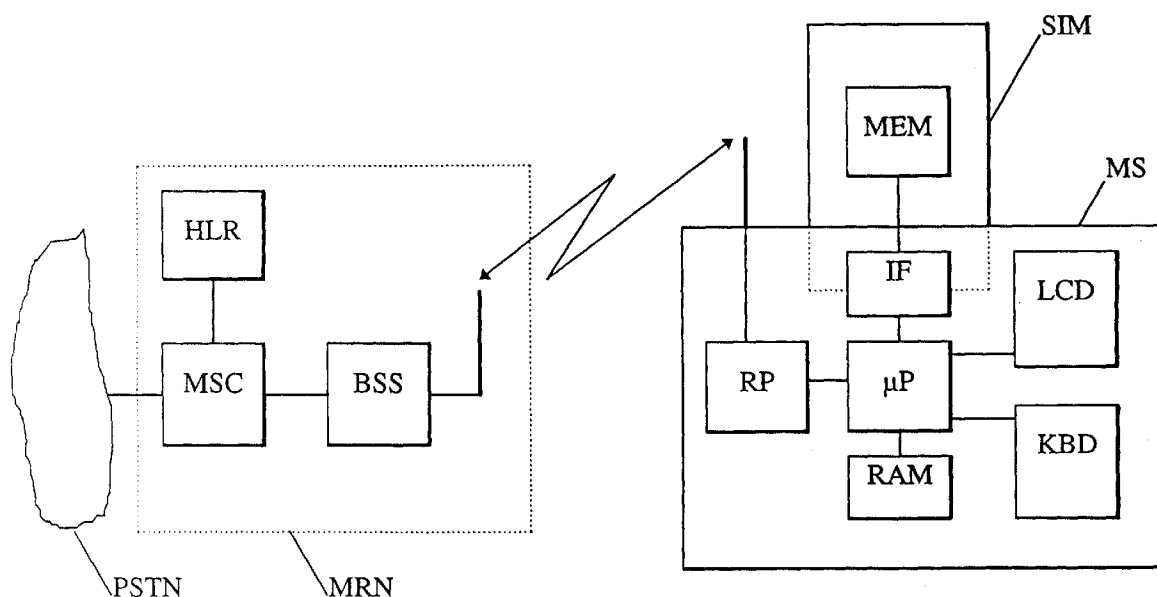 SIM
MEM
MS
HLR
IF
LCD
MSC
BSS
RP
µP
KBD
RAM
PSTN
MRN